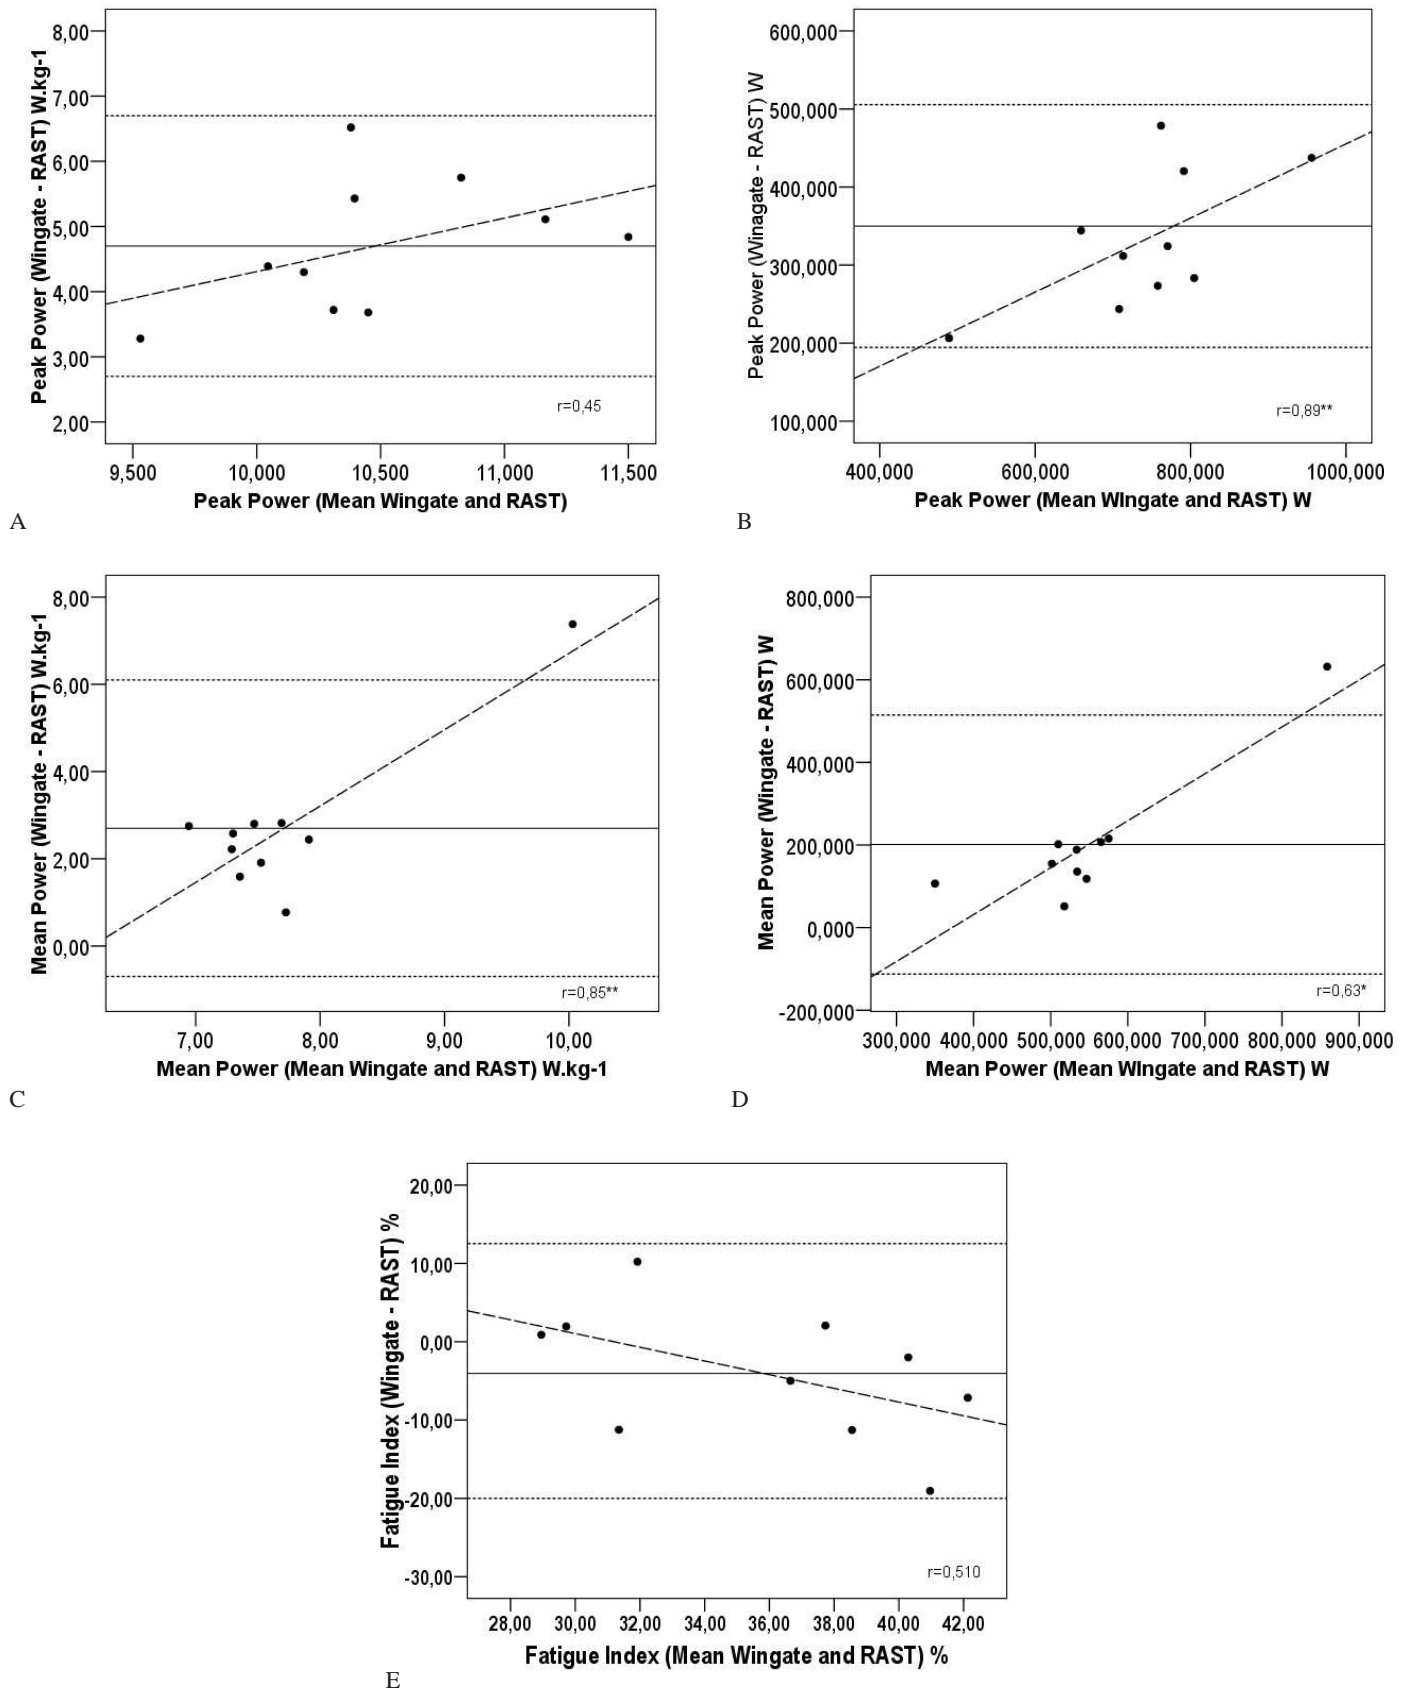 Peak Power (Wingate - RAST) W.kg-1
8,00
7,00
6,00
5,00
4,00
3,00
2,00
r=0,45
9,500 10,000 10,500 11,000 11,500
Peak Power (Mean Wingate and RAST)
A
Peak Power (Winagate - RAST) W
600,000
500,000
400,000
300,000
200,000
100,000
r=0,89**
400,000 600,000 800,000 1000,000
Peak Power (Mean WIngate and RAST) W
B
Mean Power (Wingate - RAST) W.kg-1
8,00
6,00
4,00
2,00
0,00
r=0,85**
7,00 8,00 9,00 10,00
Mean Power (Mean Wingate and RAST) W.kg-1
C
Mean Power (Wingate - RAST) W
800,000
600,000
400,000
200,000
0,000
-200,000
r=0,63*
300,000 400,000 500,000 600,000 700,000 800,000 900,000
Mean Power (Mean WIngate and RAST) W
D
Fatigue Index (Wingate - RAST) %
20,00
10,00
0,00
-10,00
-20,00
-30,00
r=0,510
28,00 30,00 32,00 34,00 36,00 38,00 40,00 42,00
Fatigue Index (Mean Wingate and RAST) %
E